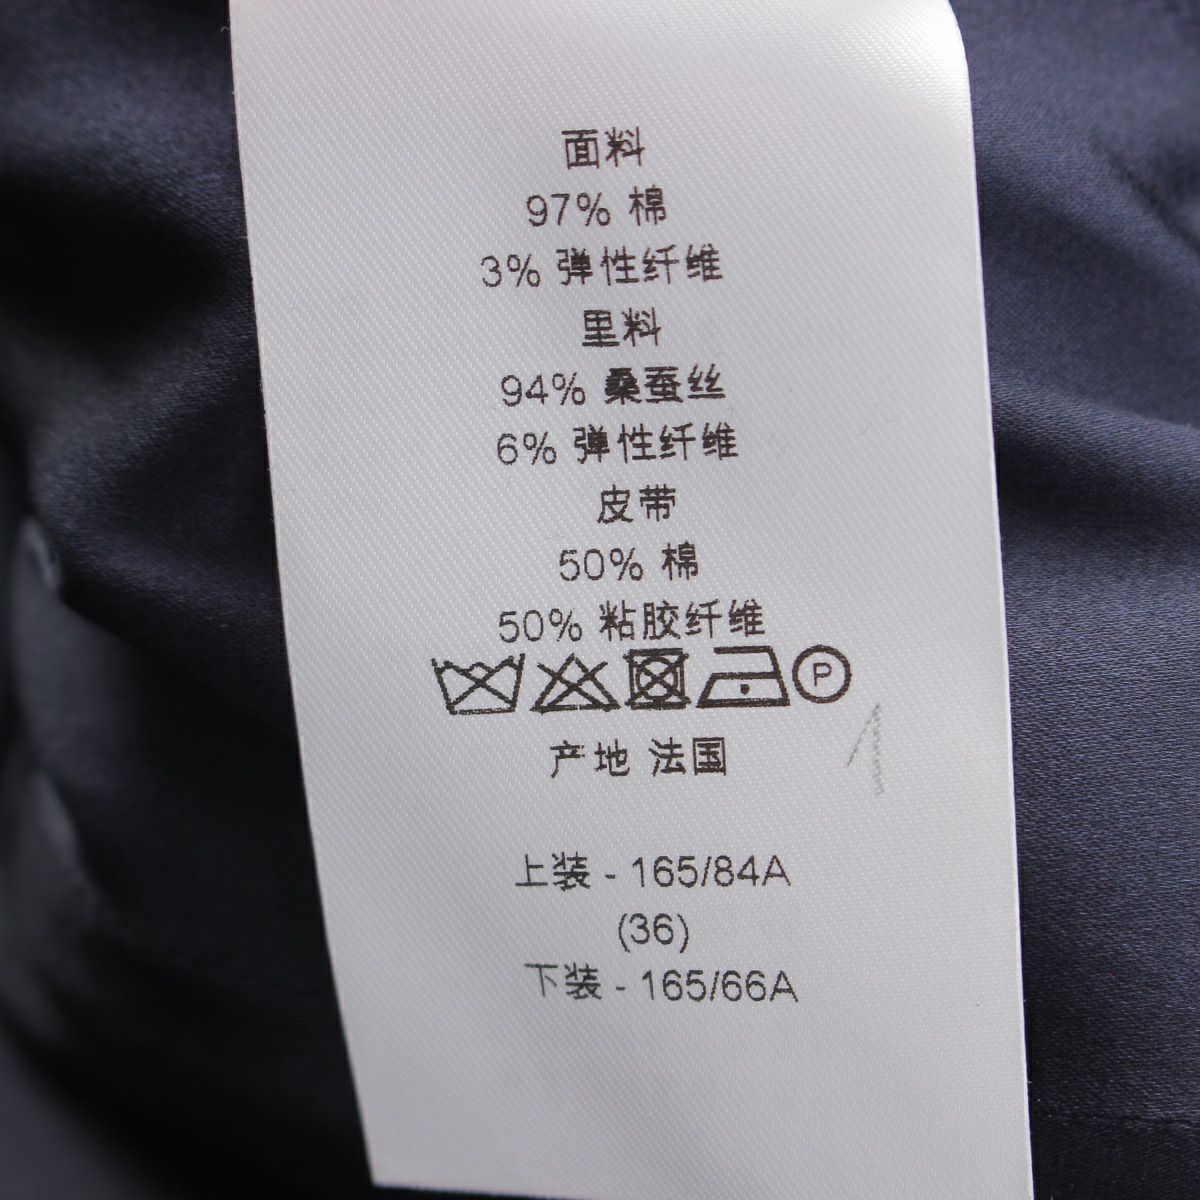 面料
97% 棉
3% 弹性纤维
里料
94% 桑蚕丝
6% 弹性纤维
皮带
50% 棉
50% 粘胶纤维
P
产地 法国
1
上装 - 165/84A
(36)
下装 - 165/66A